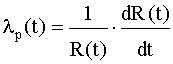 λₚ(t) = 1/R(t) · dR(t)/dt